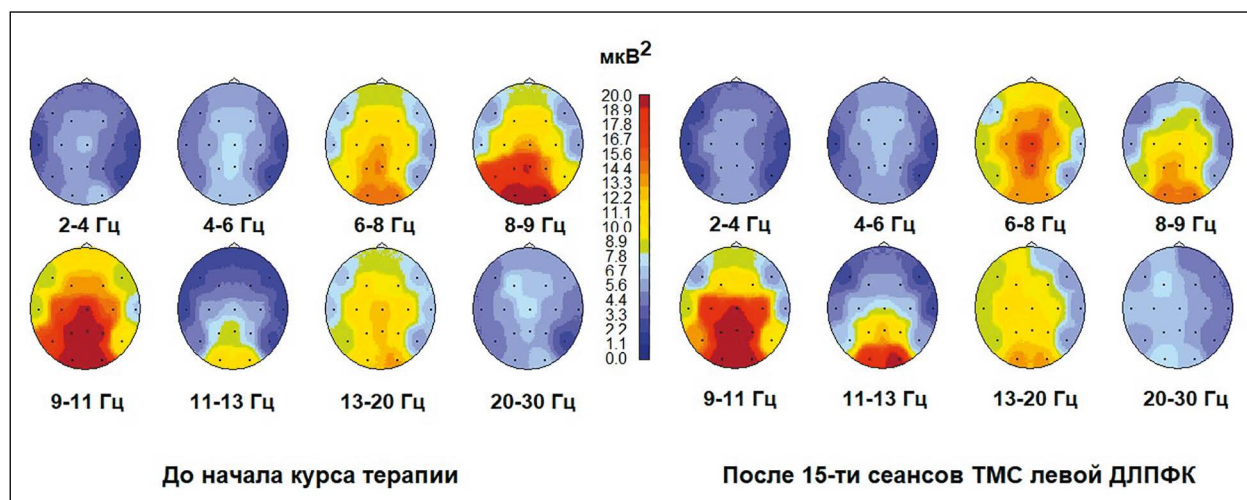 мкВ2
20.0
18.9
17.8
16.7
15.6
14.4
13.3
12.2
11.1
10.0
8.9
7.8
6.7
5.6
4.4
3.3
2.2
1.1
0.0
2-4 Гц 4-6 Гц 6-8 Гц 8-9 Гц
9-11 Гц 11-13 Гц 13-20 Гц 20-30 Гц
До начала курса терапии
2-4 Гц 4-6 Гц 6-8 Гц 8-9 Гц
9-11 Гц 11-13 Гц 13-20 Гц 20-30 Гц
После 15-ти сеансов ТМС левой ДЛПФК